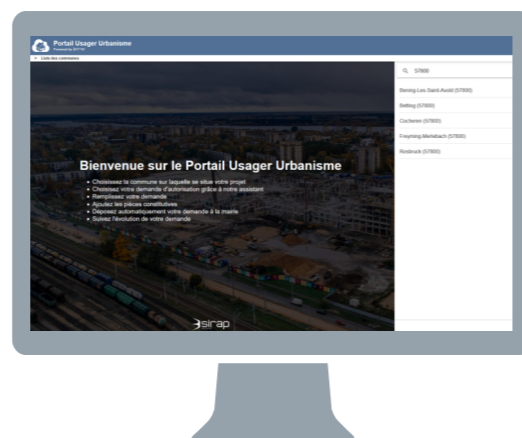 Portail Usager Urbanisme
Liste des communes
57800
Bening-Les-Saint-Avold (57800)
Betting (57800)
Cocheren (57800)
Freyming-Merlebach (57800)
Rosbruck (57800)
Bienvenue sur le Portail Usager Urbanisme
Choisissez la commune sur laquelle se situe votre projet
Choisissez votre demande d'autorisation grâce à notre assistant
Remplissez votre demande
Ajoutez les pièces constitutives
Déposez automatiquement votre demande à la mairie
Suivez l'évolution de votre demande
sirap